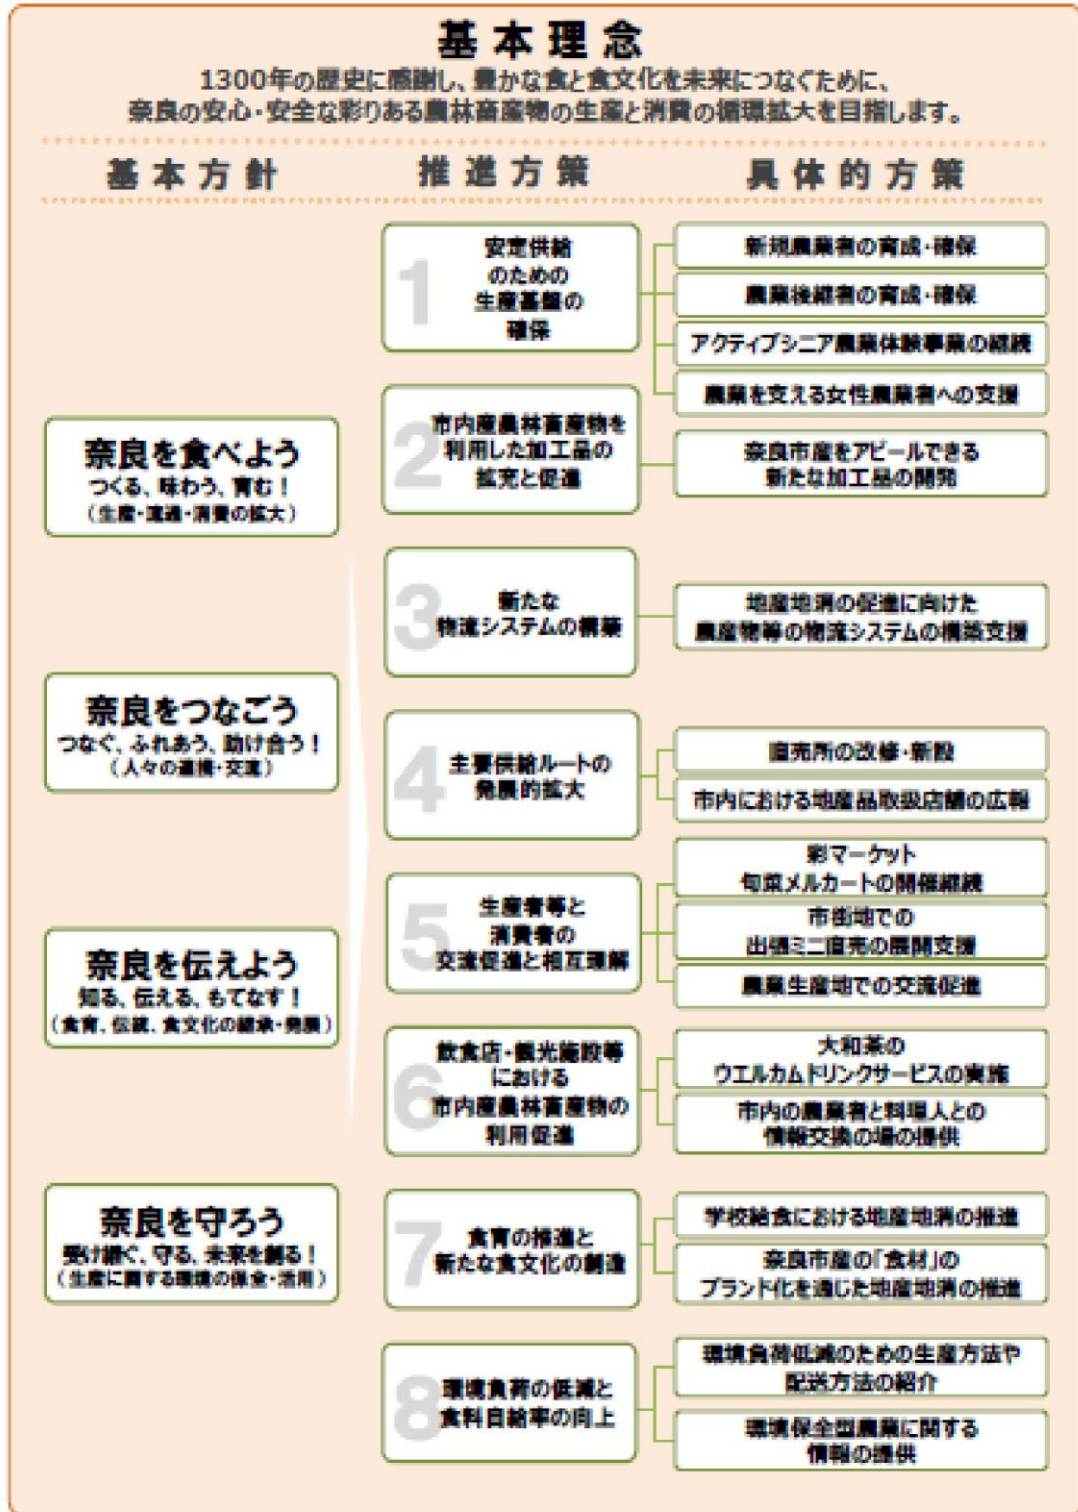 基本理念
1300年の歴史に感謝し、豊かな食と食文化を未来につなぐために、
奈良の安心・安全な彩りある農林畜産物の生産と消費の循環拡大を目指します。
基本方針
推進方策
具体的方策
奈良を食べよう
つくる、味わう、育む！
（生産・流通・消費の拡大）
奈良をつなごう
つなぐ、ふれあう、助け合う！
（人々の連携・交流）
奈良を伝えよう
知る、伝える、もてなす！
（食育、伝統、食文化の継承・発展）
奈良を守ろう
受け継ぐ、守る、未来を創る！
（生産に関する環境の保全・活用）
1
安定供給
のための
生産基盤の
確保
新規農業者の育成・確保
農業後継者の育成・確保
アクティブシニア農業体験事業の継続
農業を支える女性農業者への支援
2
市内産農林畜産物を
利用した加工品の
拡充と促進
奈良市産をアピールできる
新たな加工品の開発
3
新たな
物流システムの構築
地産地消の促進に向けた
農産物等の物流システムの構築支援
4
主要供給ルートの
発展的拡大
直売所の改修・新設
市内における地産品取扱店舗の広報
5
生産者等と
消費者の
交流促進と相互理解
彩マーケット
旬菜メルカートの開催継続
市街地での
出張ミニ直売の展開支援
農業生産地での交流促進
6
飲食店・観光施設等
における
市内産農林畜産物の
利用促進
大和茶の
ウエルカムドリンクサービスの実施
市内の農業者と料理人との
情報交換の場の提供
7
食育の推進と
新たな食文化の創造
学校給食における地産地消の推進
奈良市産の「食材」の
ブランド化を通じた地産地消の推進
8
環境負荷の低減と
食料自給率の向上
環境負荷低減のための生産方法や
配送方法の紹介
環境保全型農業に関する
情報の提供